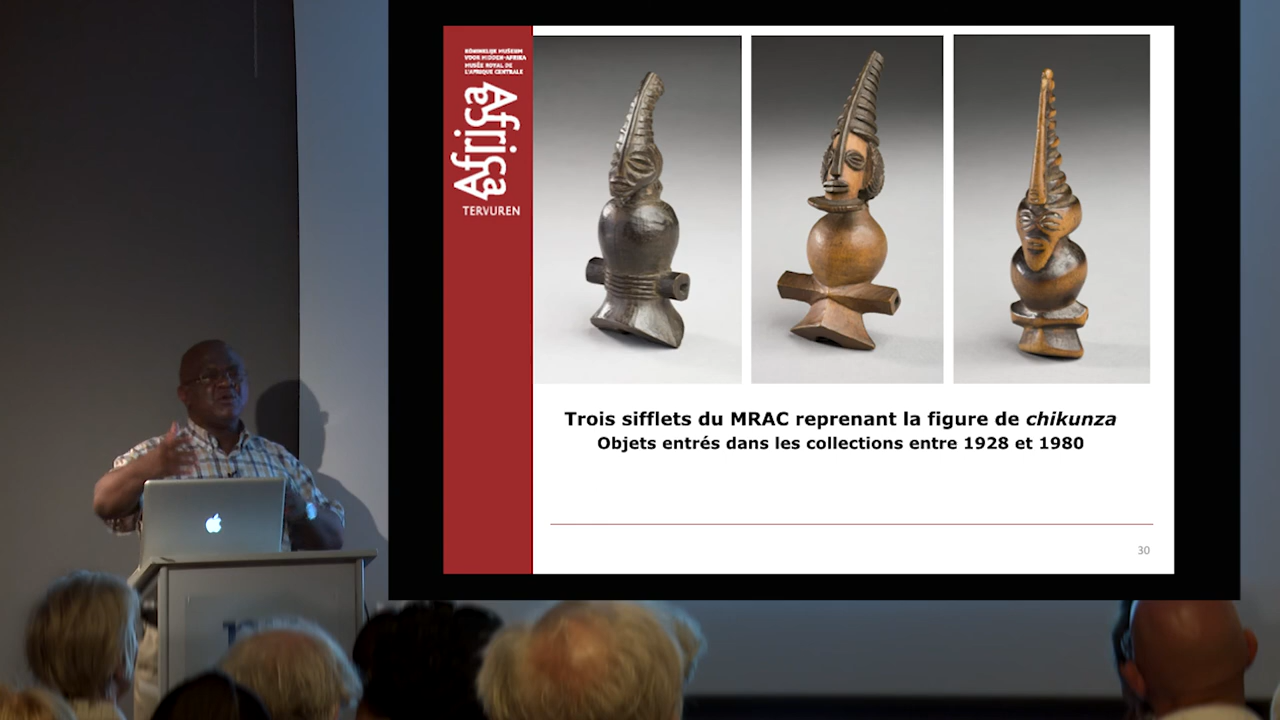 KONINKLIJK MUSEUM
VOOR MIDDEN-AFRIKA
MUSÉE ROYAL DE
L'AFRIQUE CENTRALE
Africa
Africa
TERVUREN
Trois sifflets du MRAC reprenant la figure de chikunza
Objets entrés dans les collections entre 1928 et 1980
30